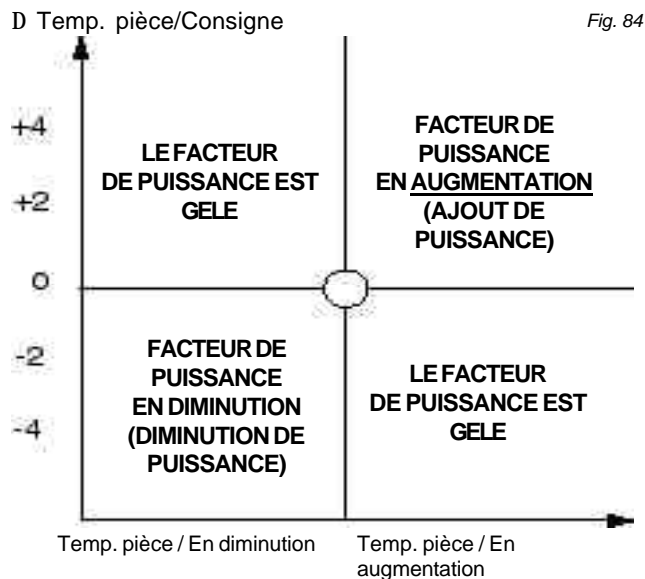 D Temp. pièce/Consigne
Fig. 84
+4
+2
0
-2
-4
LE FACTEUR
DE PUISSANCE EST
GELE
FACTEUR DE
PUISSANCE
EN AUGMENTATION
(AJOUT DE
PUISSANCE)
FACTEUR DE
PUISSANCE
EN DIMINUTION
(DIMINUTION DE
PUISSANCE)
LE FACTEUR
DE PUISSANCE EST
GELE
Temp. pièce / En diminution
Temp. pièce / En
augmentation